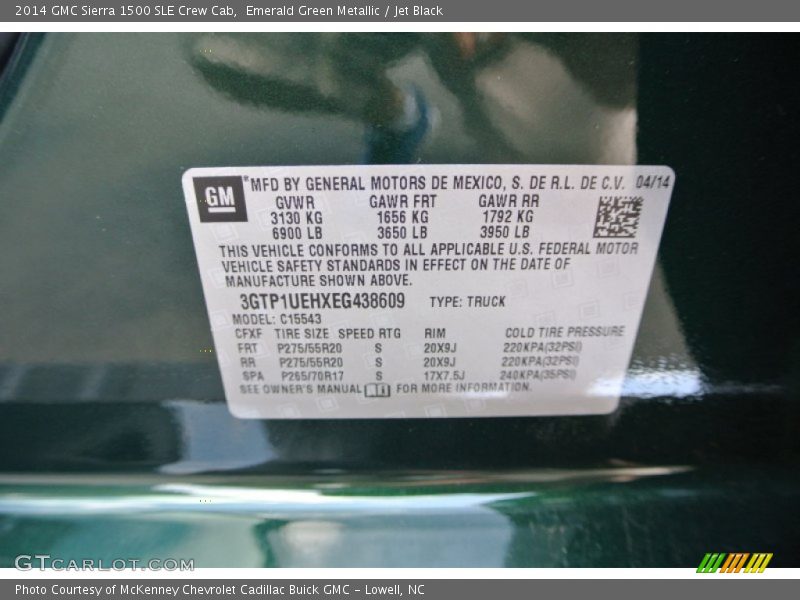 2014 GMC Sierra 1500 SLE Crew Cab, Emerald Green Metallic / Jet Black
GM
MFD BY GENERAL MOTORS DE MEXICO, S. DE R.L. DE C.V. 04/14
GVWR GAWR FRT GAWR RR
3130 KG 1656 KG 1792 KG
6900 LB 3650 LB 3950 LB
THIS VEHICLE CONFORMS TO ALL APPLICABLE U.S. FEDERAL MOTOR
VEHICLE SAFETY STANDARDS IN EFFECT ON THE DATE OF
MANUFACTURE SHOWN ABOVE.
3GTP1UEHXEG438609 TYPE: TRUCK
MODEL: C15543
CFXF TIRE SIZE SPEED RTG RIM COLD TIRE PRESSURE
FRT P275/55R20 S 20X9J 220KPA(32PSI)
RR P275/55R20 S 20X9J 220KPA(32PSI)
SPA P265/70R17 S 17X7.5J 240KPA(35PSI)
SEE OWNER'S MANUAL FOR MORE INFORMATION.
GTCARLOT.COM
Photo Courtesy of McKenney Chevrolet Cadillac Buick GMC - Lowell, NC